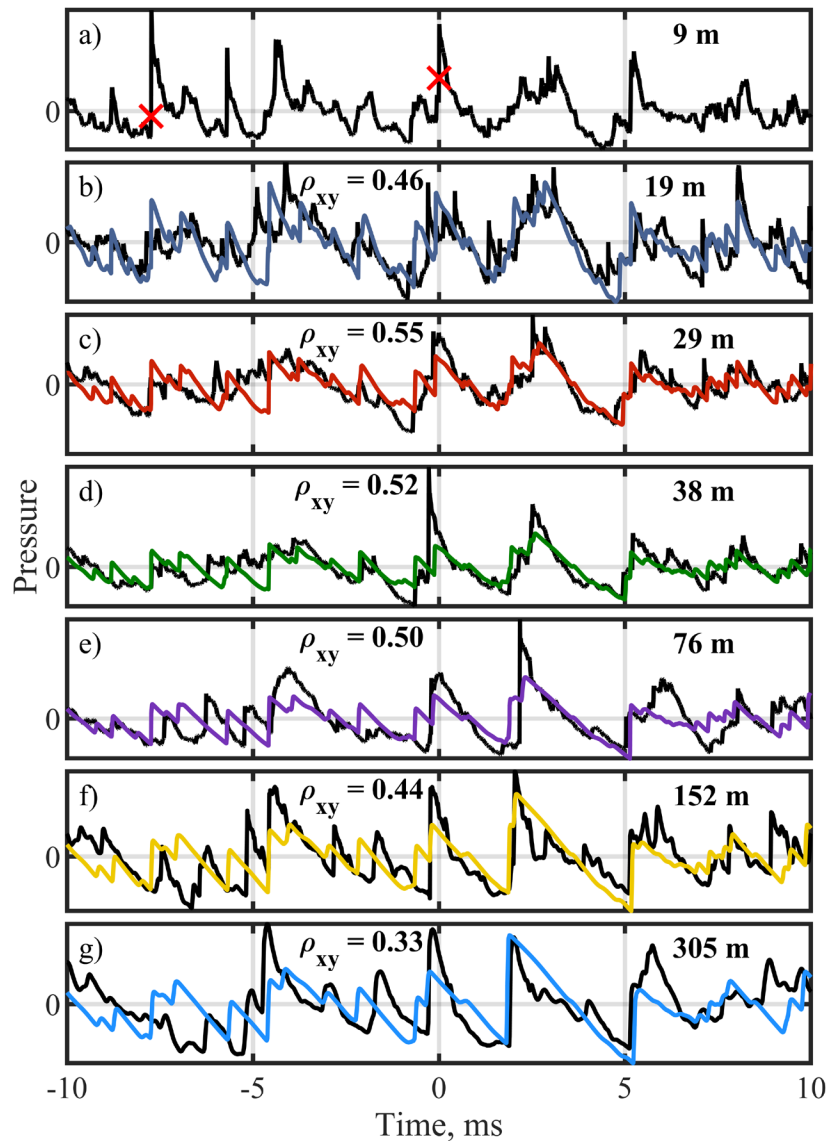 a)
9 m
0
b)
ρxy = 0.46
19 m
0
c)
ρxy = 0.55
29 m
0
d)
ρxy = 0.52
38 m
0
Pressure
e)
ρxy = 0.50
76 m
0
f)
ρxy = 0.44
152 m
0
g)
ρxy = 0.33
305 m
0
-10 -5 0 5 10
Time, ms